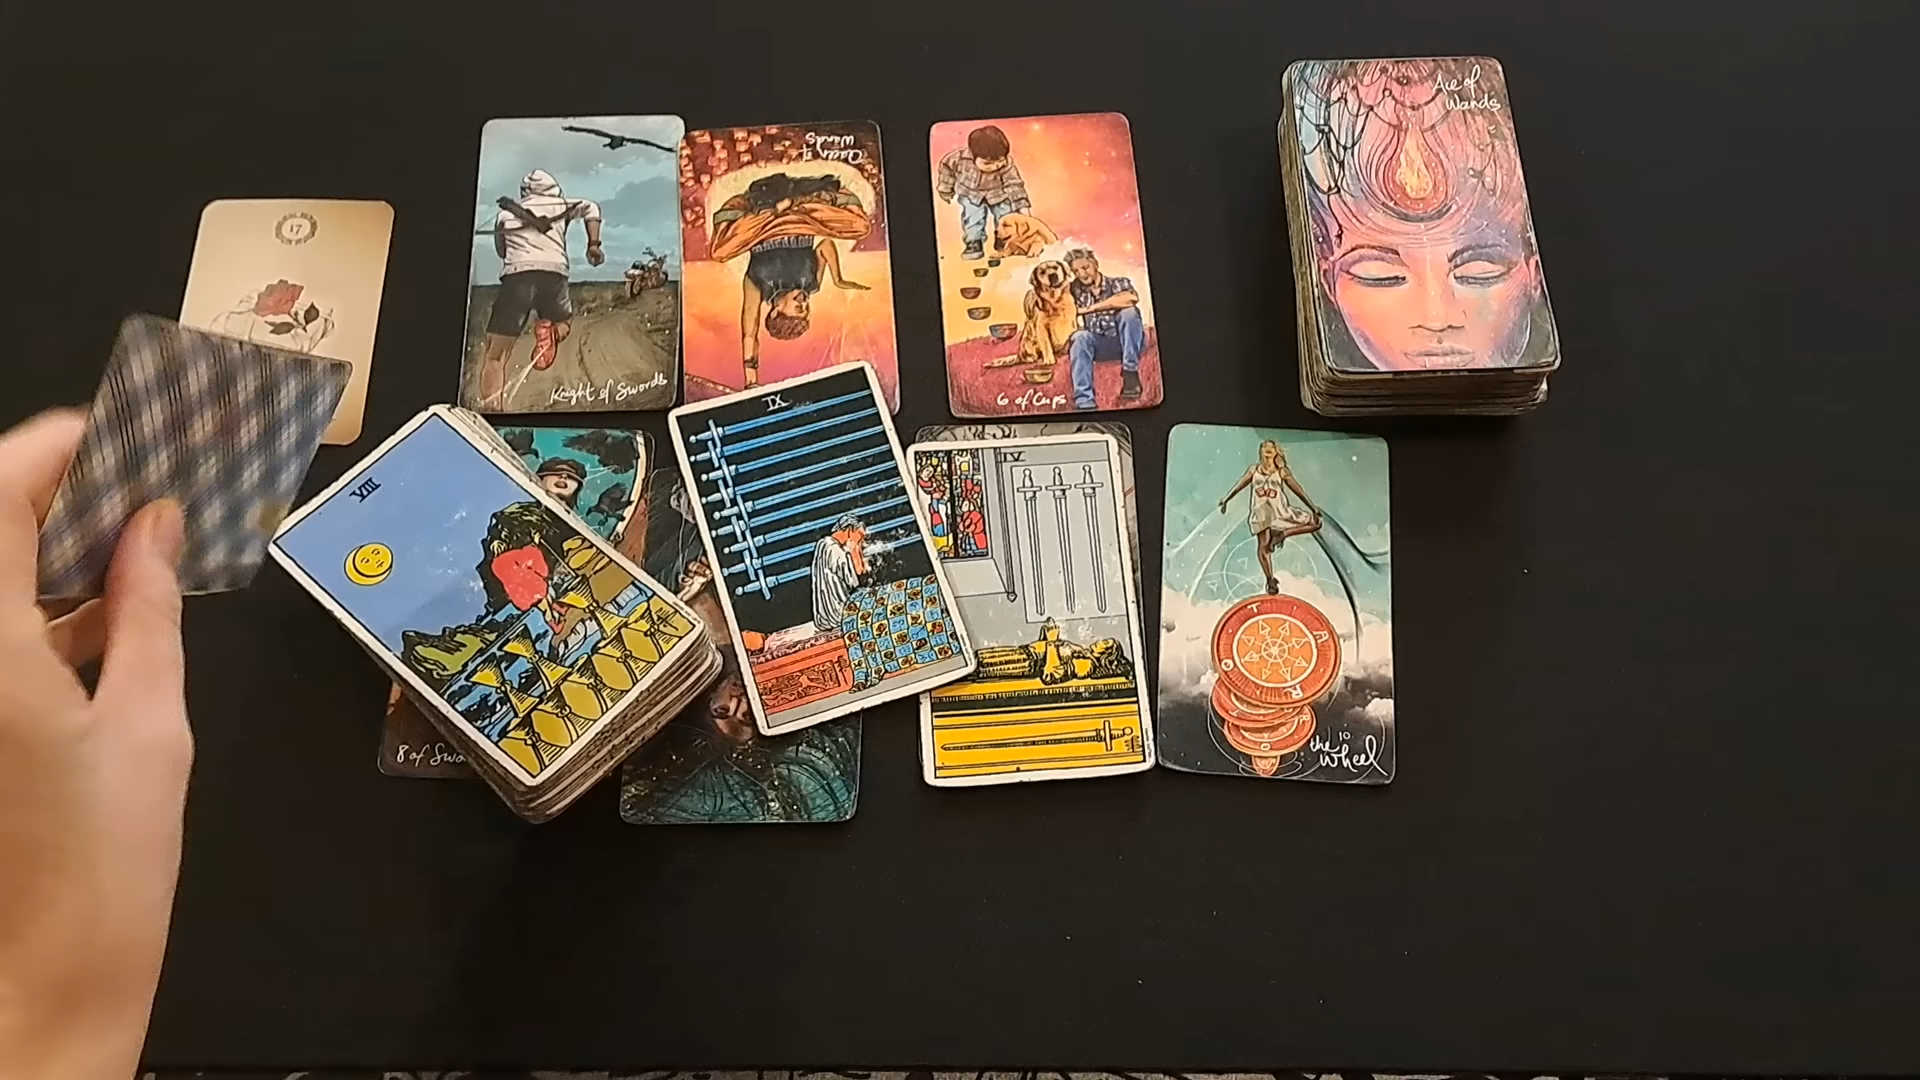 Ace of
Wands
Queen of
Wands
17
Knight of Swords
6 of Cups
IX
VIII
IV
T
A
R
O
8 of Swo
the 10
Wheel